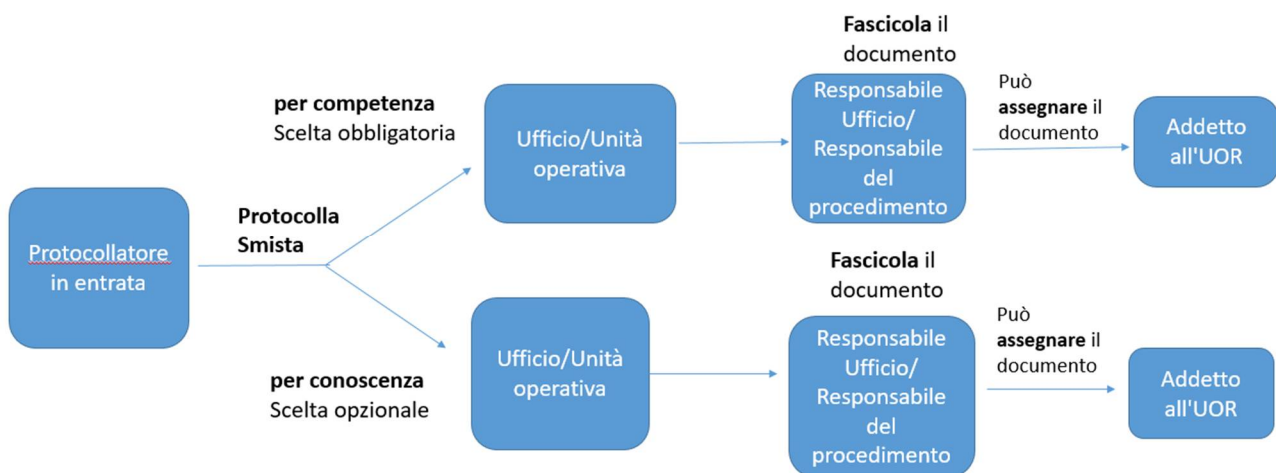 Protocollatore
in entrata
Protocolla
Smista
per competenza
Scelta obbligatoria
Ufficio/Unità
operativa
Fascicola il
documento
Responsabile
Ufficio/
Responsabile
del
procedimento
Può
assegnare il
documento
Addetto
all'UOR
per conoscenza
Scelta opzionale
Ufficio/Unità
operativa
Fascicola il
documento
Responsabile
Ufficio/
Responsabile
del
procedimento
Può
assegnare il
documento
Addetto
all'UOR